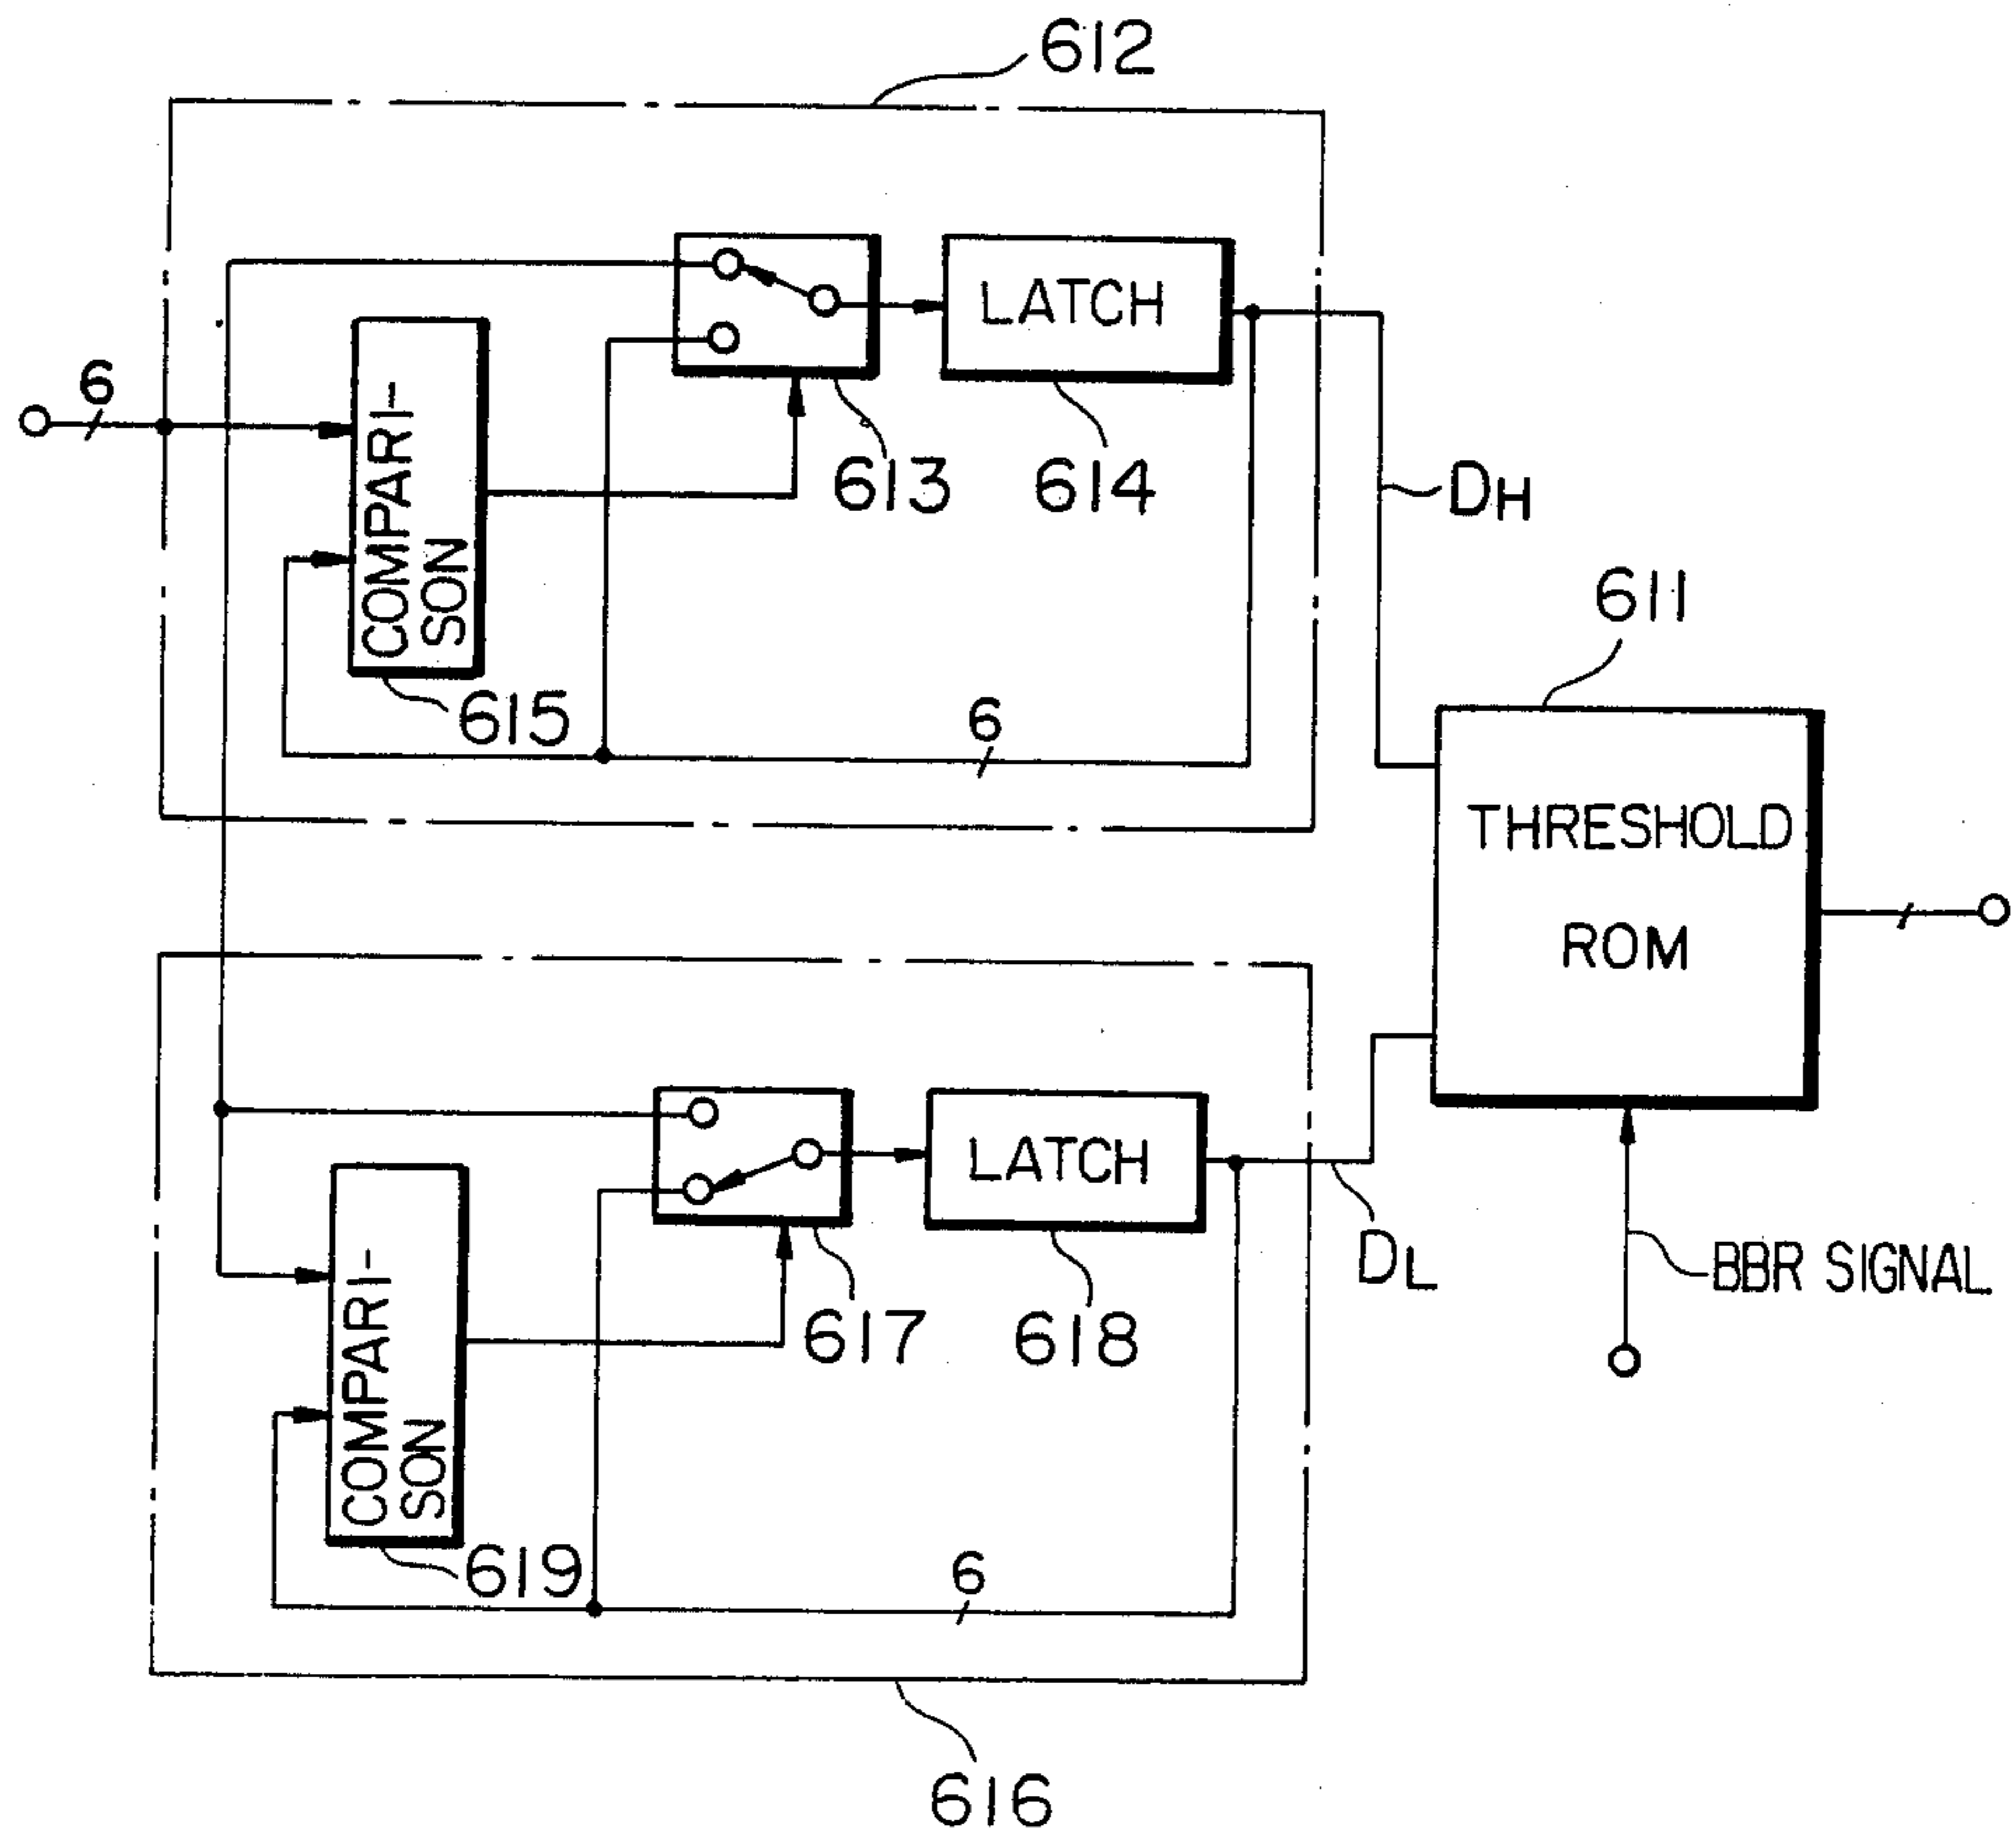 612
LATCH
6
COMPARI-
SON
613
614
DH
615
6
611
THRESHOLD
ROM
LATCH
COMPARI-
SON
617
618
DL
BBR SIGNAL
619
6
616